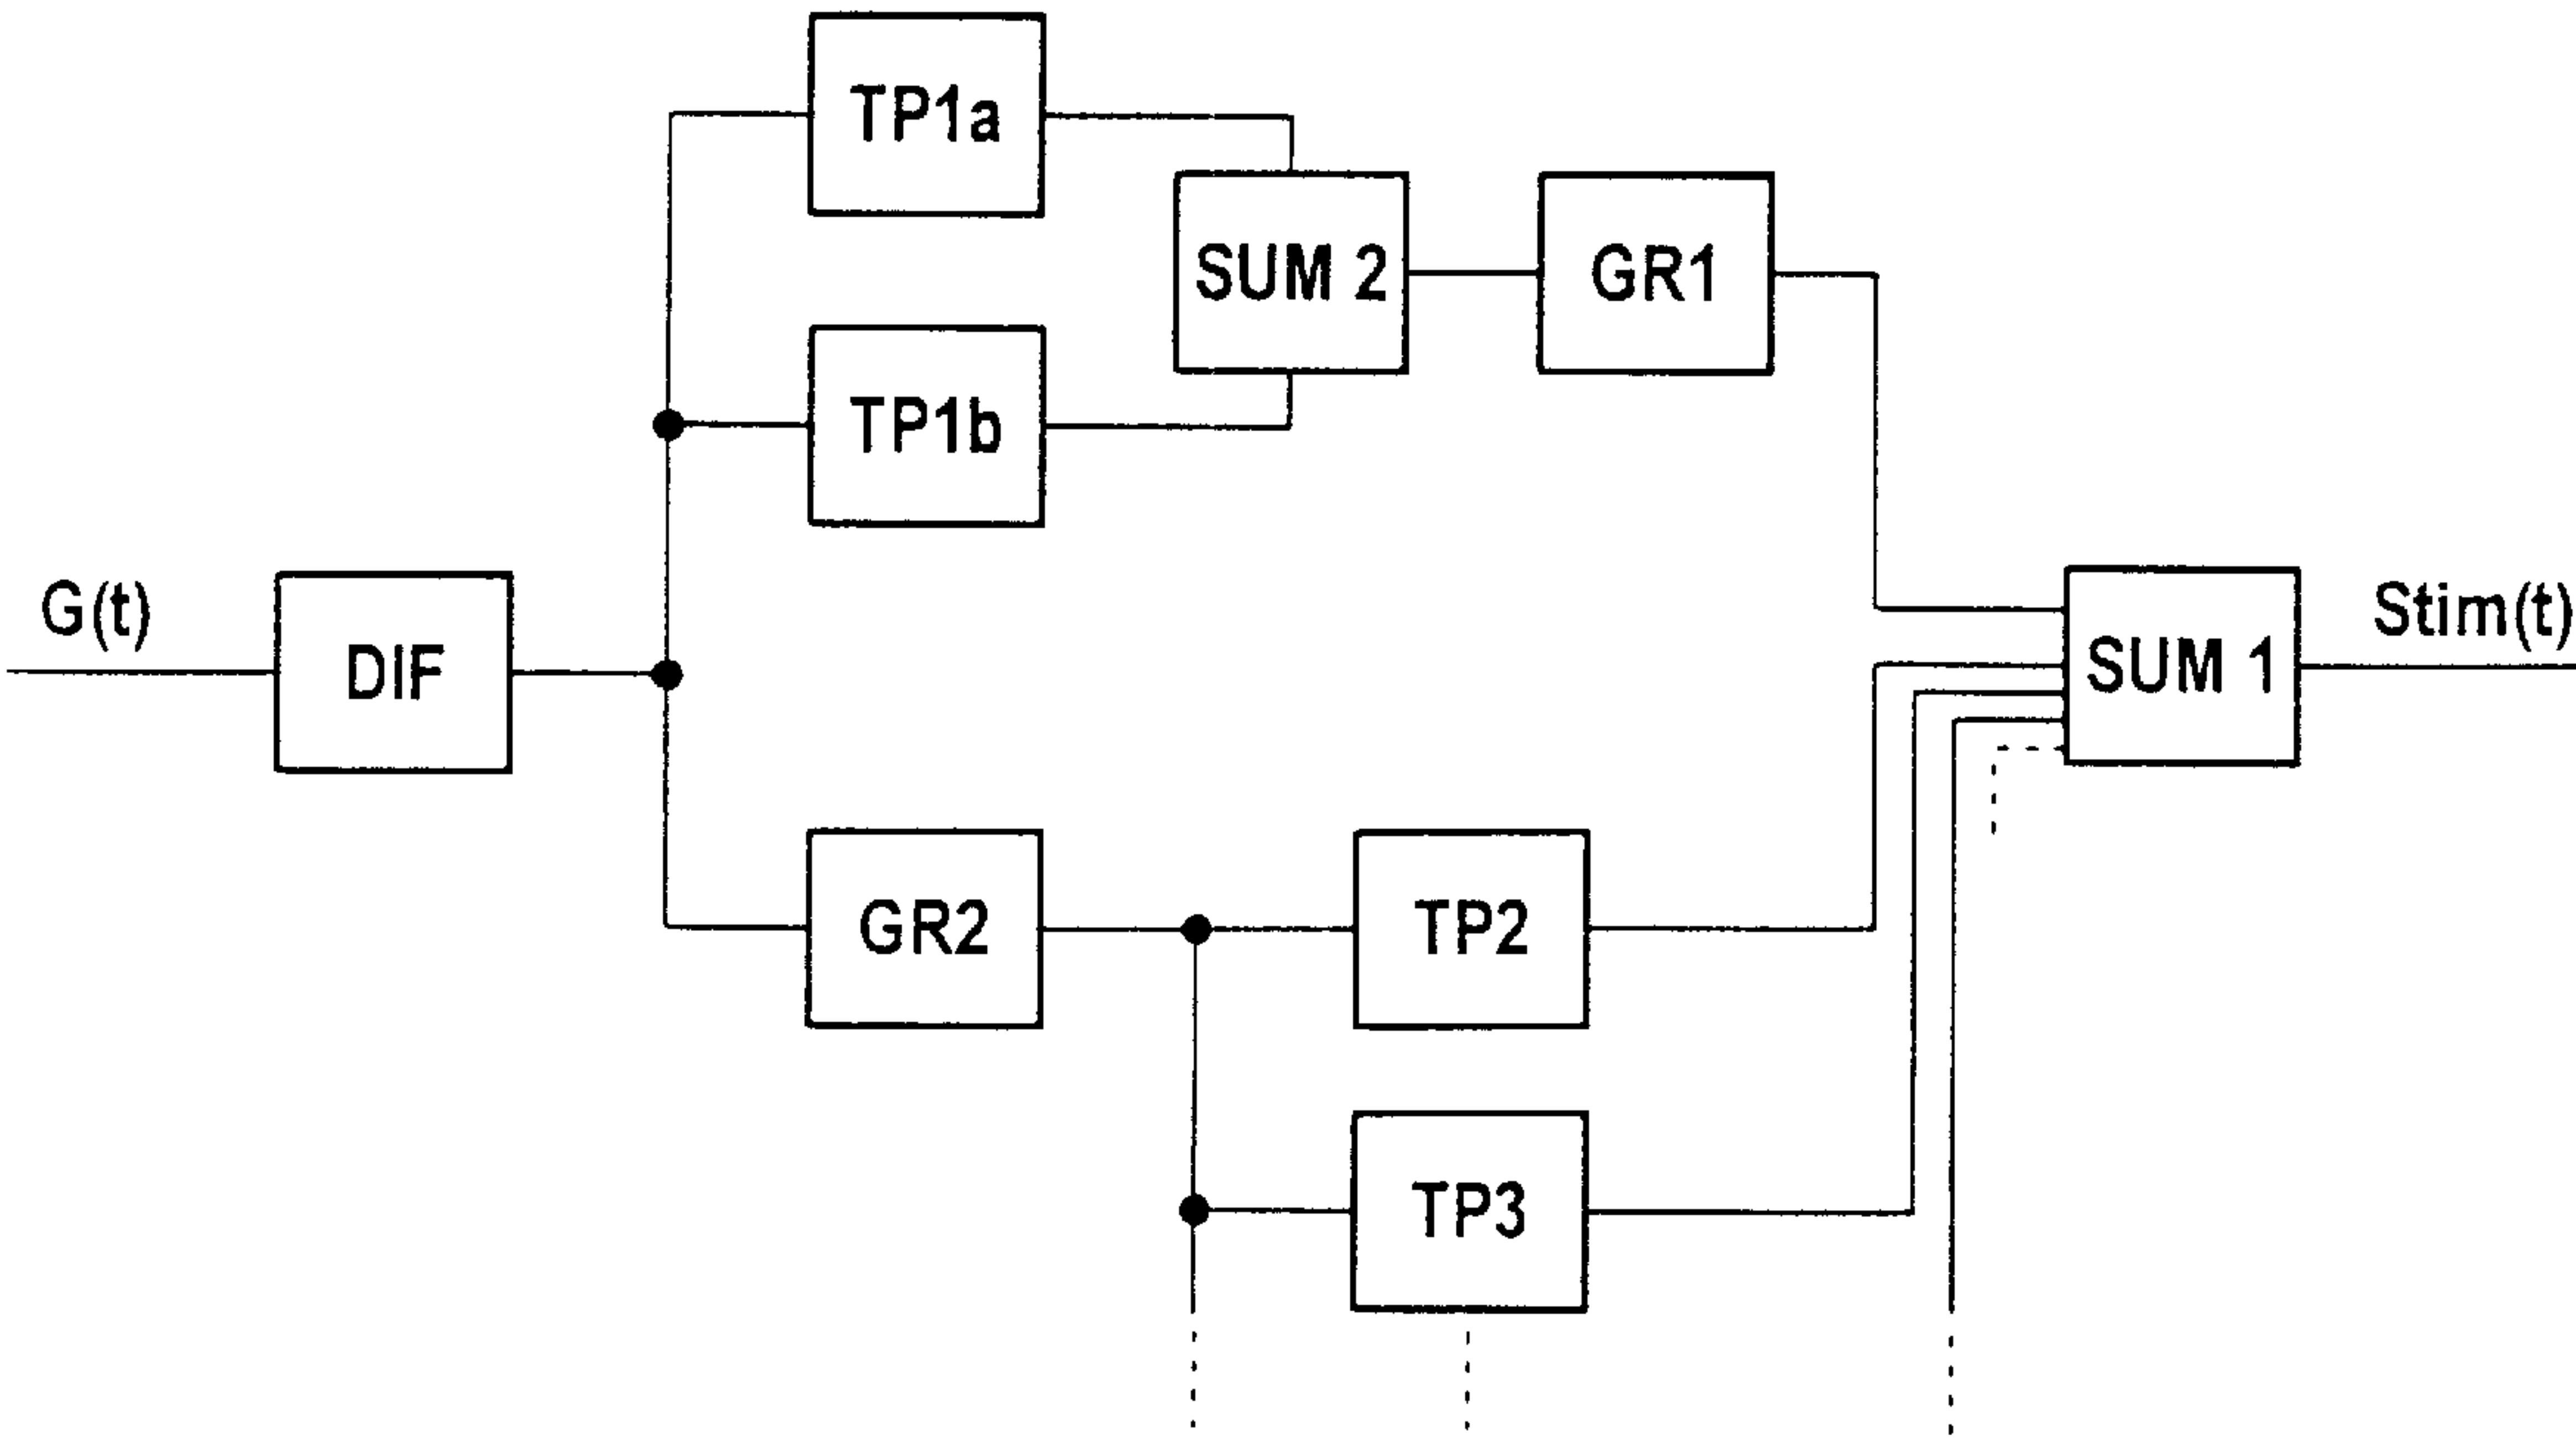 TP1a
SUM 2
GR1
TP1b
G(t)
DIF
SUM 1
Stim(t)
GR2
TP2
TP3